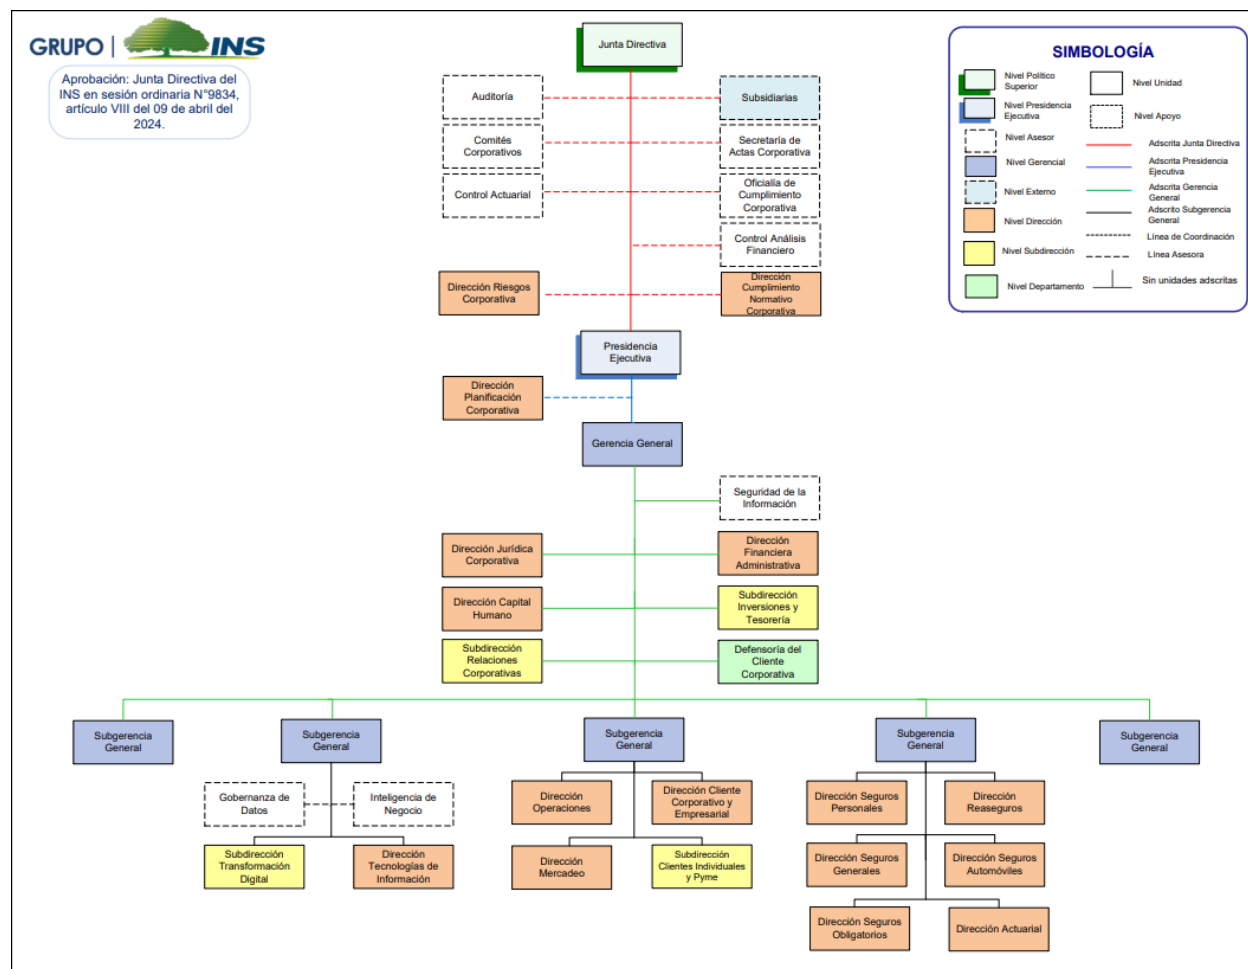 GRUPO | INS
Aprobación: Junta Directiva del
INS en sesión ordinaria N°9834,
artículo VIII del 09 de abril del
2024.
Junta Directiva
Auditoría
Subsidiarias
Comités
Corporativos
Secretaría de
Actas Corporativa
Control Actuarial
Oficialía de
Cumplimiento
Corporativa
Control Análisis
Financiero
Dirección Riesgos
Corporativa
Dirección
Cumplimiento
Normativo
Corporativa
Presidencia
Ejecutiva
Dirección
Planificación
Corporativa
Gerencia General
Seguridad de la
Información
Dirección Jurídica
Corporativa
Dirección
Financiera
Administrativa
Dirección Capital
Humano
Subdirección
Inversiones y
Tesorería
Subdirección
Relaciones
Corporativas
Defensoría del
Cliente
Corporativa
Subgerencia
General
Subgerencia
General
Subgerencia
General
Subgerencia
General
Subgerencia
General
Gobernanza de
Datos
Inteligencia de
Negocio
Subdirección
Transformación
Digital
Dirección
Tecnologías de
Información
Dirección
Operaciones
Dirección Cliente
Corporativo y
Empresarial
Dirección
Mercadeo
Subdirección
Clientes Individuales
y Pyme
Dirección Seguros
Personales
Dirección
Reaseguros
Dirección Seguros
Generales
Dirección Seguros
Automóviles
Dirección Seguros
Obligatorios
Dirección Actuarial
SIMBOLOGÍA
Nivel Político
Superior
Nivel Unidad
Nivel Presidencia
Ejecutiva
Nivel Apoyo
Nivel Asesor
Adscrita Junta Directiva
Nivel Gerencial
Adscrita Presidencia
Ejecutiva
Nivel Externo
Adscrita Gerencia
General
Nivel Dirección
Adscrito Subgerencia
General
Línea de Coordinación
Nivel Subdirección
Línea Asesora
Nivel Departamento
Sin unidades adscritas